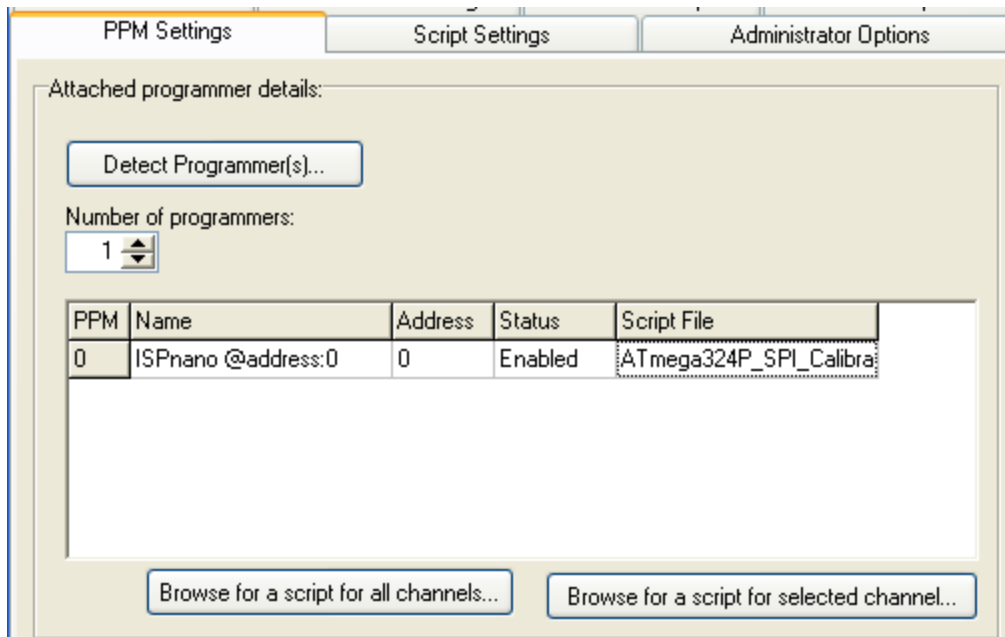 PPM Settings Script Settings Administrator Options
Attached programmer details:
Detect Programmer(s)...
Number of programmers:
1
PPM Name Address Status Script File
0 ISPnano @address:0 0 Enabled ATmega324P_SPI_Calibra
Browse for a script for all channels... Browse for a script for selected channel...